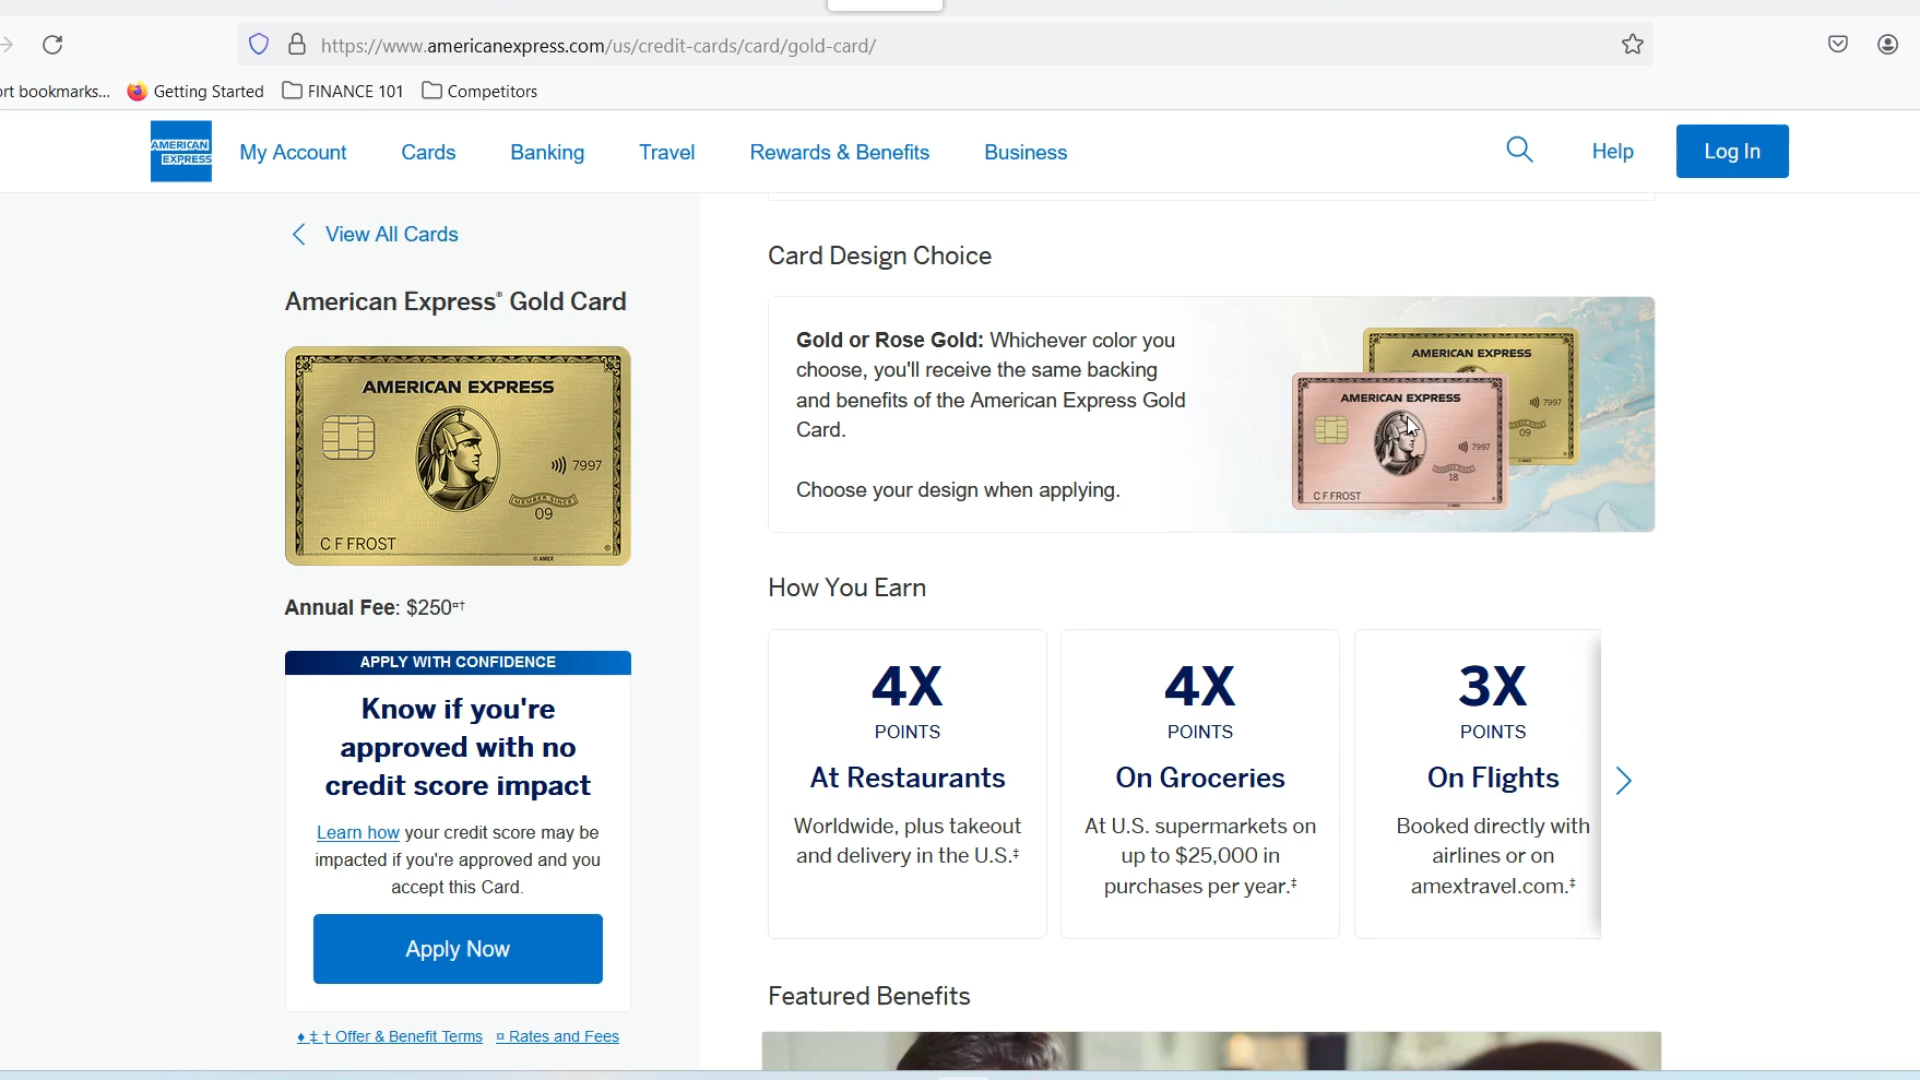 https://www.americanexpress.com/us/credit-cards/card/gold-card/
ort bookmarks... Getting Started FINANCE 101 Competitors
AMERICAN
EXPRESS
My Account Cards Banking Travel Rewards & Benefits Business Help Log In
View All Cards
American Express® Gold Card
AMERICAN EXPRESS
7997
MEMBER SINCE
09
C F FROST
© AMEX
Annual Fee: $250¤†
APPLY WITH CONFIDENCE
Know if you're
approved with no
credit score impact
Learn how your credit score may be
impacted if you're approved and you
accept this Card.
Apply Now
♦ ‡ † Offer & Benefit Terms ¤ Rates and Fees
Card Design Choice
Gold or Rose Gold: Whichever color you
choose, you'll receive the same backing
and benefits of the American Express Gold
Card.
Choose your design when applying.
AMERICAN EXPRESS
7997
09
AMERICAN EXPRESS
7997
18
C F FROST
How You Earn
4X
POINTS
At Restaurants
Worldwide, plus takeout
and delivery in the U.S.‡
4X
POINTS
On Groceries
At U.S. supermarkets on
up to $25,000 in
purchases per year.‡
3X
POINTS
On Flights
Booked directly with
airlines or on
amextravel.com.‡
Featured Benefits